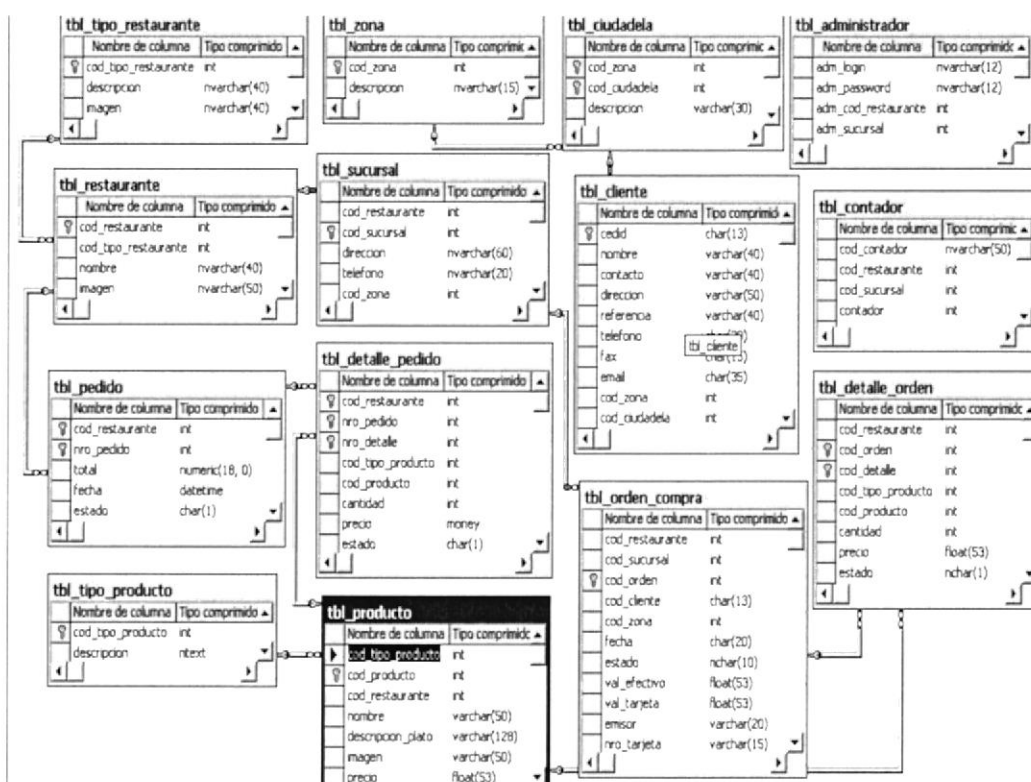 tbl_tipo_restaurante
Nombre de columna Tipo comprimido
cod_tipo_restaurante int
descripcion nvarchar(40)
imagen nvarchar(40)
tbl_zona
Nombre de columna Tipo comprimidc
cod_zona int
descripcion nvarchar(15)
tbl_ciudadela
Nombre de columna Tipo comprimic
cod_zona int
cod_ciudadela int
descripcion varchar(30)
tbl_administrador
Nombre de columna Tipo comprimidc
adm_login nvarchar(12)
adm_password nvarchar(12)
adm_cod_restaurante int
adm_sucursal int
tbl_restaurante
Nombre de columna Tipo comprimido
cod_restaurante int
cod_tipo_restaurante int
nombre nvarchar(40)
imagen nvarchar(50)
tbl_sucursal
Nombre de columna Tipo comprimido
cod_restaurante int
cod_sucursal int
direccion nvarchar(60)
telefono nvarchar(20)
cod_zona int
tbl_cliente
Nombre de columna Tipo comprimid
cedid char(13)
nombre varchar(40)
contacto varchar(40)
direccion varchar(50)
referencia varchar(40)
telefono
tbl_cliente
fax
email char(35)
cod_zona int
cod_ciudadela int
tbl_contador
Nombre de columna Tipo comprimic
cod_contador nvarchar(50)
cod_restaurante int
cod_sucursal int
contador int
tbl_pedido
Nombre de columna Tipo comprimido
cod_restaurante int
nro_pedido int
total numeric(18, 0)
fecha datetime
estado char(1)
tbl_detalle_pedido
Nombre de columna Tipo comprimido
cod_restaurante int
nro_pedido int
nro_detalle int
cod_tipo_producto int
cod_producto int
cantidad int
precio money
estado char(1)
tbl_detalle_orden
Nombre de columna Tipo comprimidc
cod_restaurante int
cod_orden int
cod_detalle int
cod_tipo_producto int
cod_producto int
cantidad int
precio float(53)
estado nchar(1)
tbl_orden_compra
Nombre de columna Tipo comprimido
cod_restaurante int
cod_sucursal int
cod_orden int
cod_cliente char(13)
cod_zona int
fecha char(20)
estado nchar(10)
val_efectivo float(53)
val_tarjeta float(53)
emisor varchar(20)
nro_tarjeta varchar(15)
tbl_tipo_producto
Nombre de columna Tipo comprimido
cod_tipo_producto int
descripcion ntext
tbl_producto
Nombre de columna Tipo comprimidc
cod_tipo_producto int
cod_producto int
cod_restaurante int
nombre varchar(50)
descripcion_plato varchar(128)
imagen varchar(50)
precio float(53)